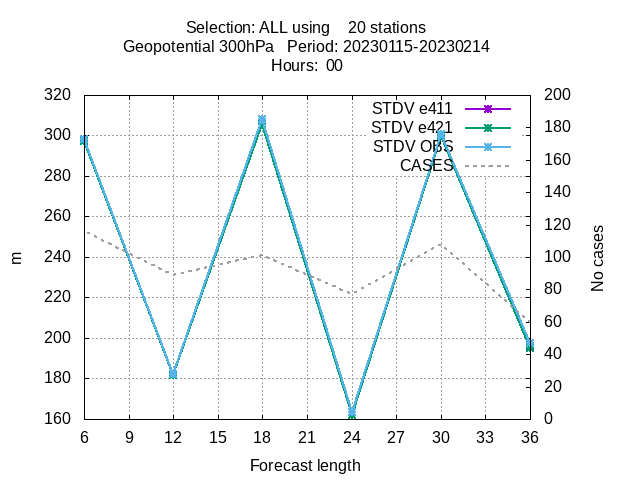 Selection: ALL using 20 stations
Geopotential 300hPa Period: 20230115-20230214
Hours: 00
320 200
STDV e411
300 180
STDV e421
STDV OBS
160
CASES
280
140
260 120
240 100
80
220
60
200
40
180
20
160 0
m
No cases
6 9 12 15 18 21 24 27 30 33 36
Forecast length